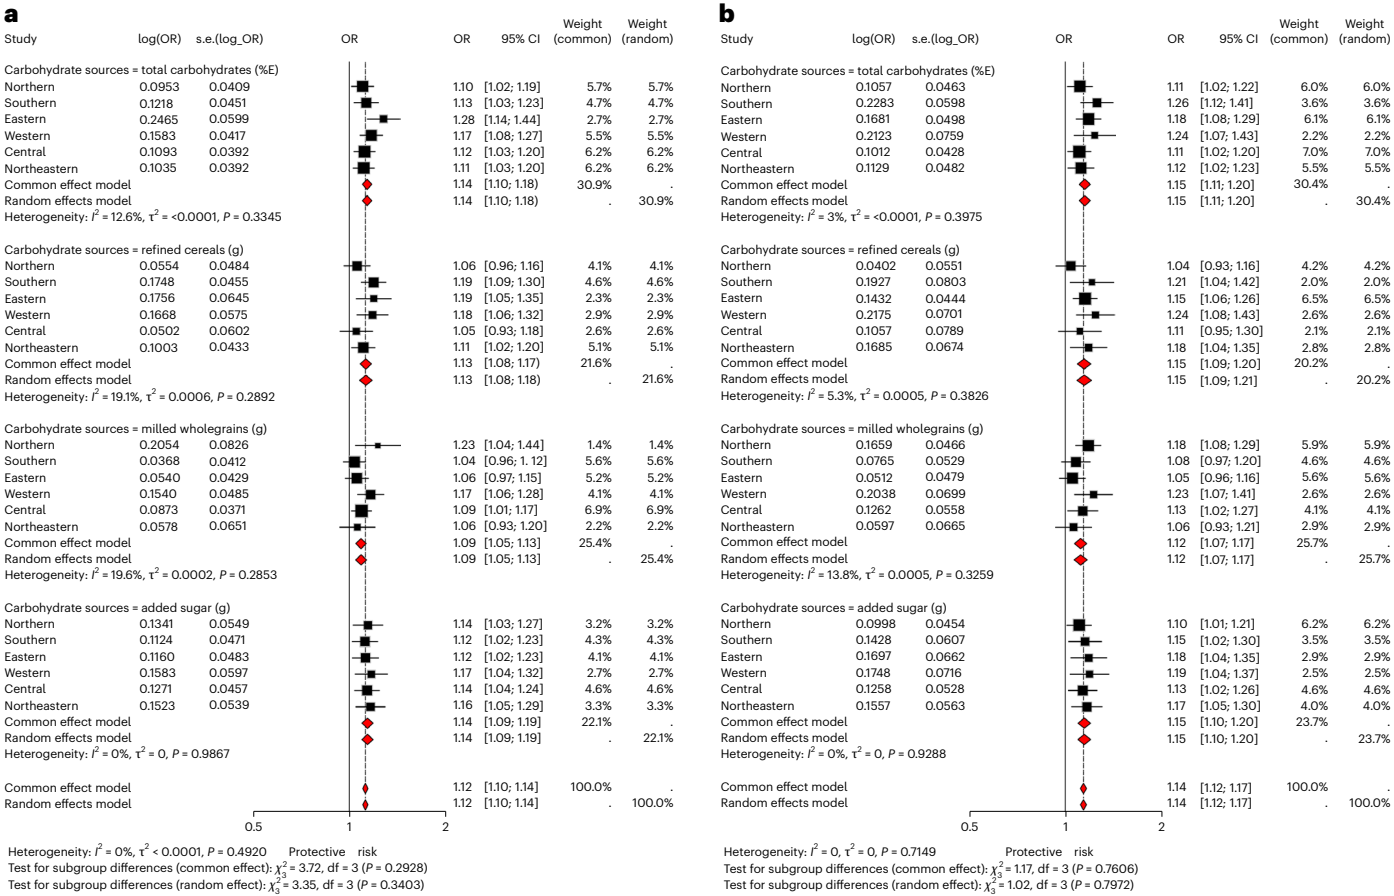 a
Weight Weight
Study log(OR) s.e.(log_OR) OR OR 95% CI (common) (random)
Carbohydrate sources = total carbohydrates (%E)
Northern 0.0953 0.0409 1.10 [1.02; 1.19] 5.7% 5.7%
Southern 0.1218 0.0451 1.13 [1.03; 1.23] 4.7% 4.7%
Eastern 0.2465 0.0599 1.28 [1.14; 1.44] 2.7% 2.7%
Western 0.1583 0.0417 1.17 [1.08; 1.27] 5.5% 5.5%
Central 0.1093 0.0392 1.12 [1.03; 1.20] 6.2% 6.2%
Northeastern 0.1035 0.0392 1.11 [1.03; 1.20] 6.2% 6.2%
Common effect model 1.14 [1.10; 1.18) 30.9% .
Random effects model 1.14 [1.10; 1.18) . 30.9%
Heterogeneity: I² = 12.6%, τ² = <0.0001, P = 0.3345
Carbohydrate sources = refined cereals (g)
Northern 0.0554 0.0484 1.06 [0.96; 1.16] 4.1% 4.1%
Southern 0.1748 0.0455 1.19 [1.09; 1.30] 4.6% 4.6%
Eastern 0.1756 0.0645 1.19 [1.05; 1.35] 2.3% 2.3%
Western 0.1668 0.0575 1.18 [1.06; 1.32] 2.9% 2.9%
Central 0.0502 0.0602 1.05 [0.93; 1.18] 2.6% 2.6%
Northeastern 0.1003 0.0433 1.11 [1.02; 1.20] 5.1% 5.1%
Common effect model 1.13 [1.08; 1.17) 21.6% .
Random effects model 1.13 [1.08; 1.18) . 21.6%
Heterogeneity: I² = 19.1%, τ² = 0.0006, P = 0.2892
Carbohydrate sources = milled wholegrains (g)
Northern 0.2054 0.0826 1.23 [1.04; 1.44] 1.4% 1.4%
Southern 0.0368 0.0412 1.04 [0.96; 1. 12] 5.6% 5.6%
Eastern 0.0540 0.0429 1.06 [0.97; 1.15] 5.2% 5.2%
Western 0.1540 0.0485 1.17 [1.06; 1.28] 4.1% 4.1%
Central 0.0873 0.0371 1.09 [1.01; 1.17] 6.9% 6.9%
Northeastern 0.0578 0.0651 1.06 [0.93; 1.20] 2.2% 2.2%
Common effect model 1.09 [1.05; 1.13] 25.4% .
Random effects model 1.09 [1.05; 1.13] . 25.4%
Heterogeneity: I² = 19.6%, τ² = 0.0002, P = 0.2853
Carbohydrate sources = added sugar (g)
Northern 0.1341 0.0549 1.14 [1.03; 1.27] 3.2% 3.2%
Southern 0.1124 0.0471 1.12 [1.02; 1.23] 4.3% 4.3%
Eastern 0.1160 0.0483 1.12 [1.02; 1.23] 4.1% 4.1%
Western 0.1583 0.0597 1.17 [1.04; 1.32] 2.7% 2.7%
Central 0.1271 0.0457 1.14 [1.04; 1.24] 4.6% 4.6%
Northeastern 0.1523 0.0539 1.16 [1.05; 1.29] 3.3% 3.3%
Common effect model 1.14 [1.09; 1.19] 22.1% .
Random effects model 1.14 [1.09; 1.19] . 22.1%
Heterogeneity: I² = 0%, τ² = 0, P = 0.9867
Common effect model 1.12 [1.10; 1.14] 100.0% .
Random effects model 1.12 [1.10; 1.14] . 100.0%
0.5 1 2
Heterogeneity: I² = 0%, τ² < 0.0001, P = 0.4920 Protective risk
Test for subgroup differences (common effect): χ²₃ = 3.72, df = 3 (P = 0.2928)
Test for subgroup differences (random effect): χ²₃ = 3.35, df = 3 (P = 0.3403)
b
Weight Weight
Study log(OR) s.e.(log_OR) OR OR 95% CI (common) (random)
Carbohydrate sources = total carbohydrates (%E)
Northern 0.1057 0.0463 1.11 [1.02; 1.22] 6.0% 6.0%
Southern 0.2283 0.0598 1.26 [1.12; 1.41] 3.6% 3.6%
Eastern 0.1681 0.0498 1.18 [1.08; 1.29] 6.1% 6.1%
Western 0.2123 0.0759 1.24 [1.07; 1.43] 2.2% 2.2%
Central 0.1012 0.0428 1.11 [1.02; 1.20] 7.0% 7.0%
Northeastern 0.1129 0.0482 1.12 [1.02; 1.23] 5.5% 5.5%
Common effect model 1.15 [1.11; 1.20] 30.4% .
Random effects model 1.15 [1.11; 1.20] . 30.4%
Heterogeneity: I² = 3%, τ² = <0.0001, P = 0.3975
Carbohydrate sources = refined cereals (g)
Northern 0.0402 0.0551 1.04 [0.93; 1.16] 4.2% 4.2%
Southern 0.1927 0.0803 1.21 [1.04; 1.42] 2.0% 2.0%
Eastern 0.1432 0.0444 1.15 [1.06; 1.26] 6.5% 6.5%
Western 0.2175 0.0701 1.24 [1.08; 1.43] 2.6% 2.6%
Central 0.1057 0.0789 1.11 [0.95; 1.30] 2.1% 2.1%
Northeastern 0.1685 0.0674 1.18 [1.04; 1.35] 2.8% 2.8%
Common effect model 1.15 [1.09; 1.20] 20.2% .
Random effects model 1.15 [1.09; 1.21] . 20.2%
Heterogeneity: I² = 5.3%, τ² = 0.0005, P = 0.3826
Carbohydrate sources = milled wholegrains (g)
Northern 0.1659 0.0466 1.18 [1.08; 1.29] 5.9% 5.9%
Southern 0.0765 0.0529 1.08 [0.97; 1.20] 4.6% 4.6%
Eastern 0.0512 0.0479 1.05 [0.96; 1.16] 5.6% 5.6%
Western 0.2038 0.0699 1.23 [1.07; 1.41] 2.6% 2.6%
Central 0.1262 0.0558 1.13 [1.02; 1.27] 4.1% 4.1%
Northeastern 0.0597 0.0665 1.06 [0.93; 1.21] 2.9% 2.9%
Common effect model 1.12 [1.07; 1.17] 25.7% .
Random effects model 1.12 [1.07; 1.17] . 25.7%
Heterogeneity: I² = 13.8%, τ² = 0.0005, P = 0.3259
Carbohydrate sources = added sugar (g)
Northern 0.0998 0.0454 1.10 [1.01; 1.21] 6.2% 6.2%
Southern 0.1428 0.0607 1.15 [1.02; 1.30] 3.5% 3.5%
Eastern 0.1697 0.0662 1.18 [1.04; 1.35] 2.9% 2.9%
Western 0.1748 0.0716 1.19 [1.04; 1.37] 2.5% 2.5%
Central 0.1258 0.0528 1.13 [1.02; 1.26] 4.6% 4.6%
Northeastern 0.1557 0.0563 1.17 [1.05; 1.30] 4.0% 4.0%
Common effect model 1.15 [1.10; 1.20] 23.7% .
Random effects model 1.15 [1.10; 1.20] . 23.7%
Heterogeneity: I² = 0%, τ² = 0, P = 0.9288
Common effect model 1.14 [1.12; 1.17] 100.0% .
Random effects model 1.14 [1.12; 1.17] . 100.0%
0.5 1 2
Heterogeneity: I² = 0, τ² = 0, P = 0.7149 Protective risk
Test for subgroup differences (common effect): χ²₃ = 1.17, df = 3 (P = 0.7606)
Test for subgroup differences (random effect): χ²₃ = 1.02, df = 3 (P = 0.7972)